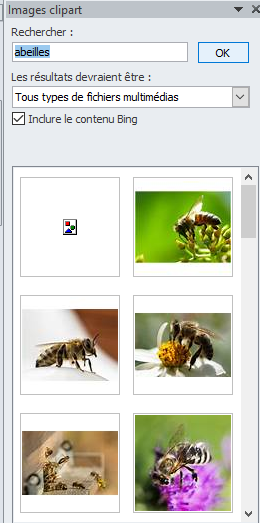 Images clipart
Rechercher :
abeilles
OK
Les résultats devraient être :
Tous types de fichiers multimédias
Inclure le contenu Bing